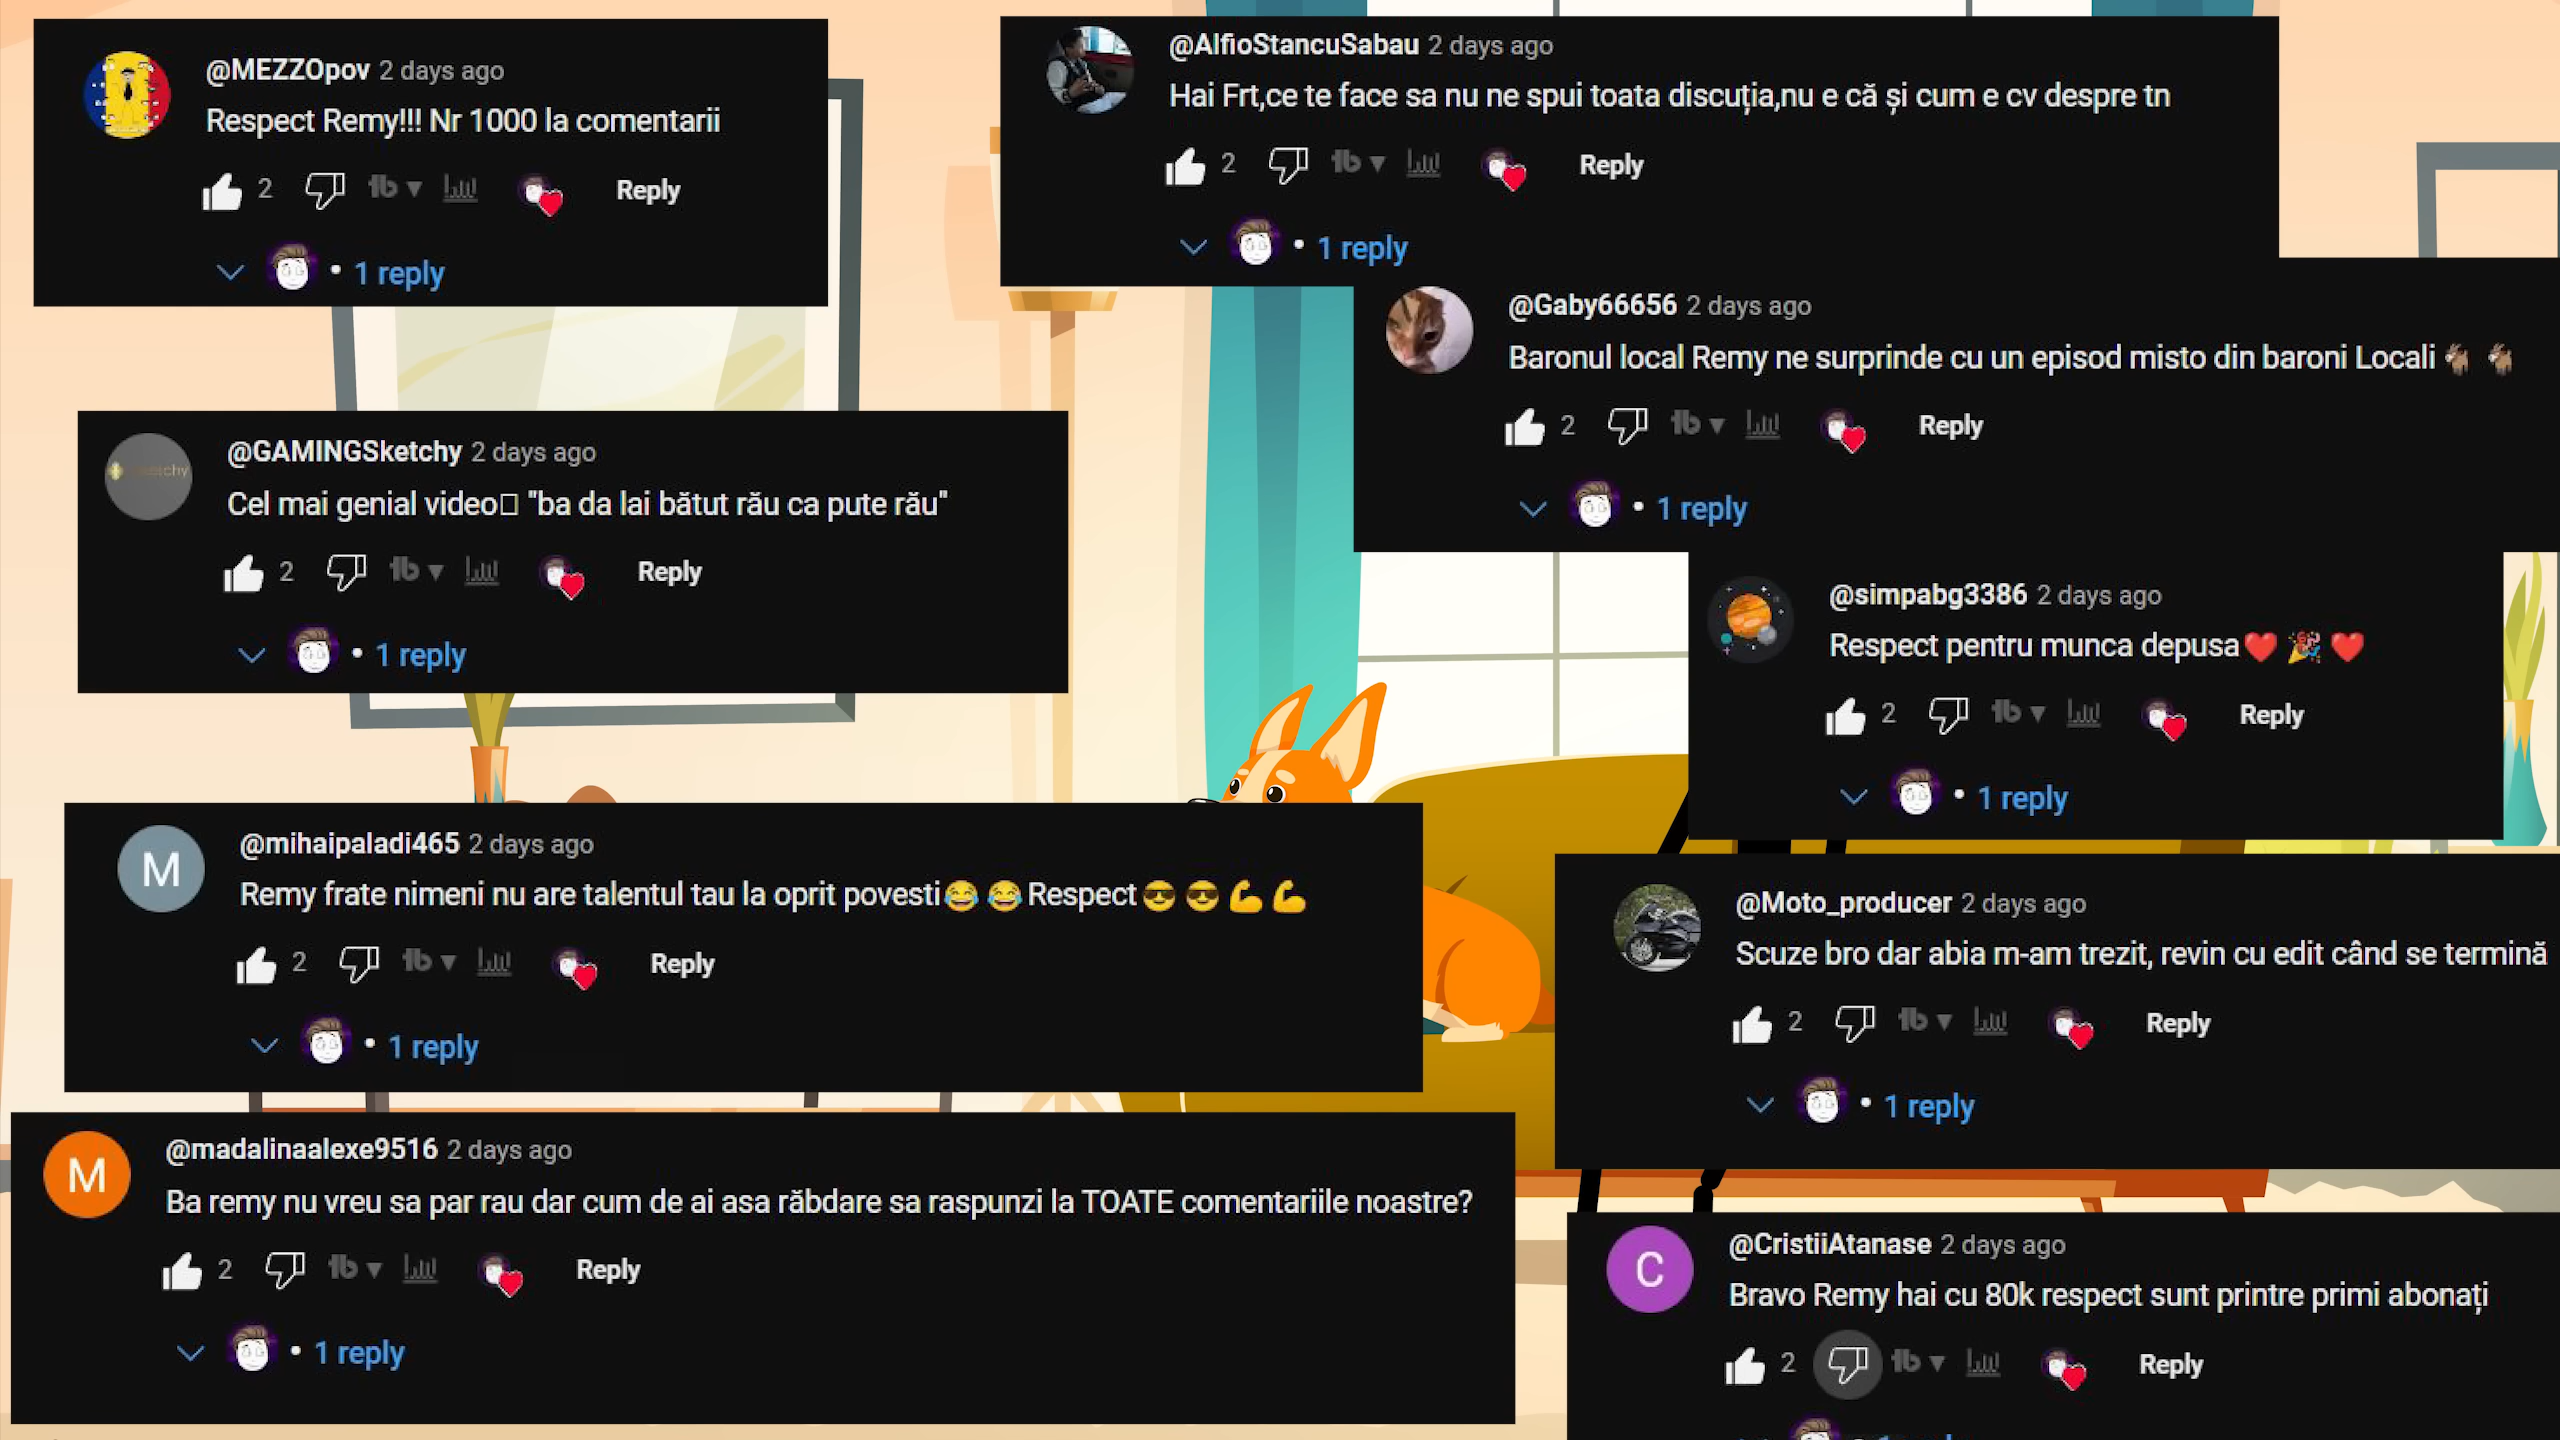 @MEZZOpov 2 days ago
Respect Remy!!! Nr 1000 la comentarii
2 Reply
1 reply
@AlfioStancuSabau 2 days ago
Hai Frt,ce te face sa nu ne spui toata discuția,nu e că și cum e cv despre tn
2 Reply
1 reply
@Gaby66656 2 days ago
Baronul local Remy ne surprinde cu un episod misto din baroni Locali 🐐 🐐
2 Reply
1 reply
@GAMINGSketchy 2 days ago
Cel mai genial video "ba da lai bătut rău ca pute rău"
2 Reply
1 reply
@simpabg3386 2 days ago
Respect pentru munca depusa❤️ 🎉 ❤️
2 Reply
1 reply
M
@mihaipaladi465 2 days ago
Remy frate nimeni nu are talentul tau la oprit povesti😂 😂 Respect 😎 😎 💪 💪
2 Reply
1 reply
@Moto_producer 2 days ago
Scuze bro dar abia m-am trezit, revin cu edit când se termină
2 Reply
1 reply
M
@madalinaalexe9516 2 days ago
Ba remy nu vreu sa par rau dar cum de ai asa răbdare sa raspunzi la TOATE comentariile noastre?
2 Reply
1 reply
C
@CristiiAtanase 2 days ago
Bravo Remy hai cu 80k respect sunt printre primi abonați
2 Reply